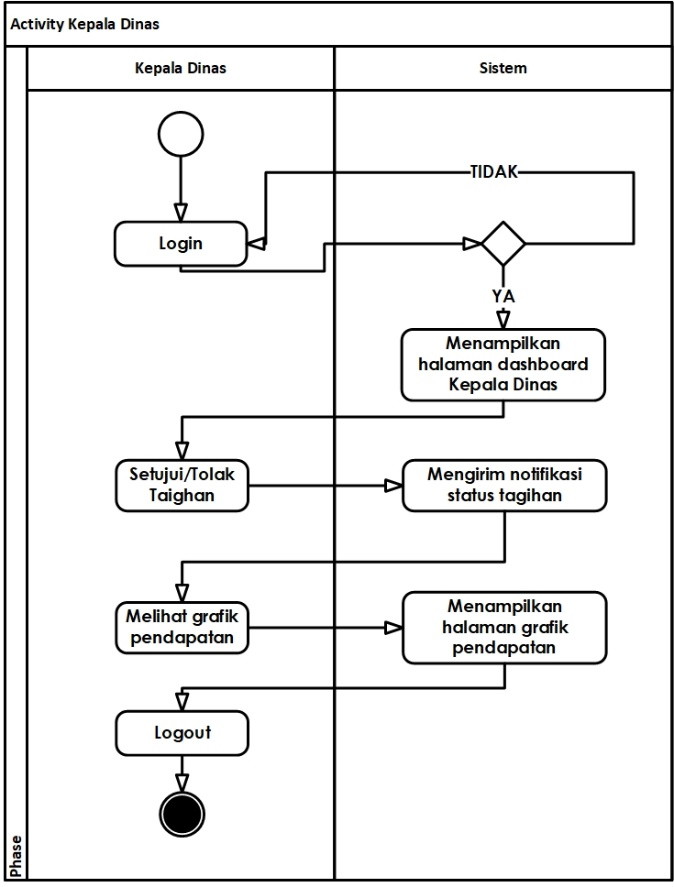 Activity Kepala Dinas
Kepala Dinas
Sistem
TIDAK
Login
YA
Menampilkan
halaman dashboard
Kepala Dinas
Setujui/Tolak
Taighan
Mengirim notifikasi
status tagihan
Melihat grafik
pendapatan
Menampilkan
halaman grafik
pendapatan
Logout
Phase